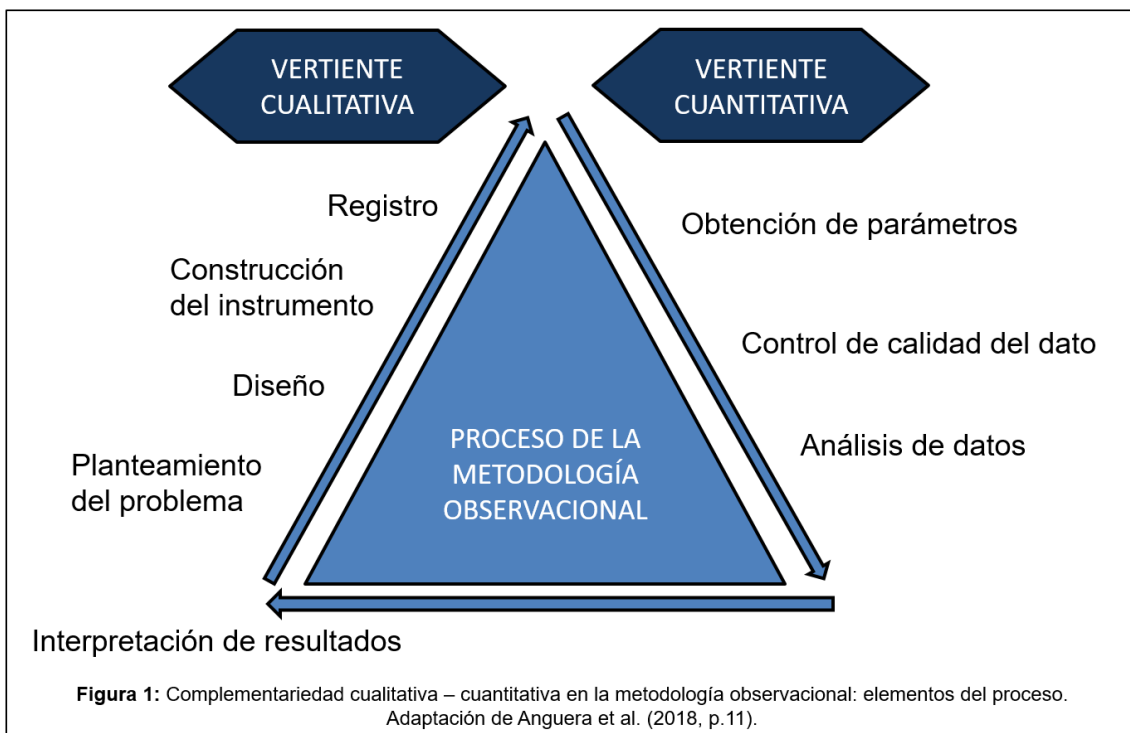 VERTIENTE
CUALITATIVA
VERTIENTE
CUANTITATIVA
Registro
Construcción
del instrumento
Diseño
Planteamiento
del problema
Obtención de parámetros
Control de calidad del dato
Análisis de datos
PROCESO DE LA
METODOLOGÍA
OBSERVACIONAL
Interpretación de resultados
Figura 1: Complementariedad cualitativa – cuantitativa en la metodología observacional: elementos del proceso.
Adaptación de Anguera et al. (2018, p.11).